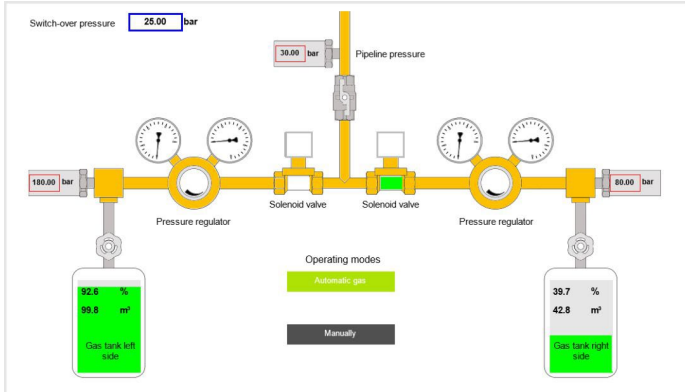 Switch-over pressure 25.00 bar
30.00 bar Pipeline pressure
180.00 bar
80.00 bar
Solenoid valve Solenoid valve
Pressure regulator Pressure regulator
Operating modes
Automatic gas
Manually
92.6 %
99.8 m³
Gas tank left
side
39.7 %
42.8 m³
Gas tank right
side